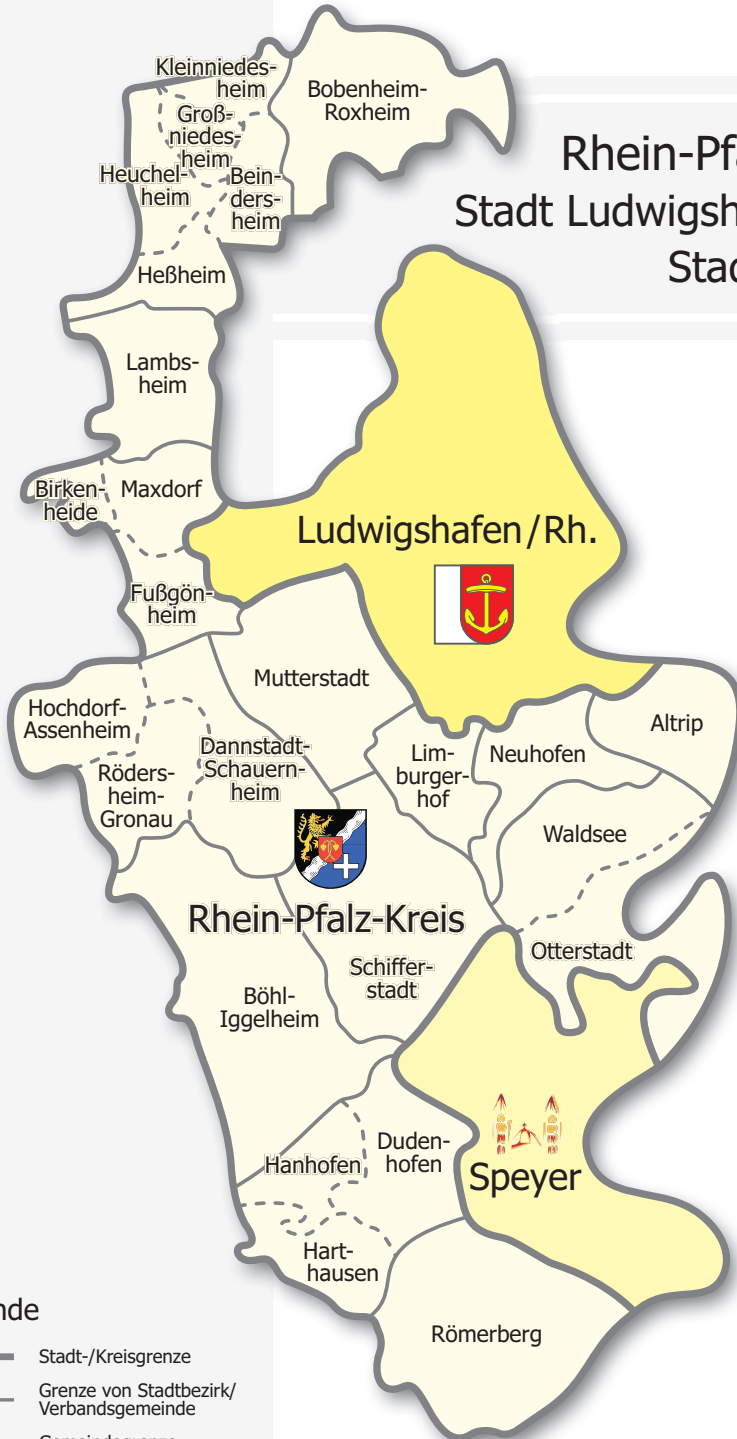 Kleinniedes-
heim
Bobenheim-
Roxheim
Groß-
niedes-
heim
Heuchel-
heim
Bein-
ders-
heim
Rhein-Pfa
Stadt Ludwigsh
Stad
Heßheim
Lambs-
heim
Birken-
heide
Maxdorf
Ludwigshafen/Rh.
Fußgön-
heim
Mutterstadt
Hochdorf-
Assenheim
Altrip
Dannstadt-
Schauern-
heim
Lim-
burger-
hof
Neuhofen
Röders-
heim-
Gronau
Waldsee
Rhein-Pfalz-Kreis
Otterstadt
Schiffer-
stadt
Böhl-
Iggelheim
Duden-
hofen
Hanhofen
Speyer
Hart-
hausen
Römerberg
nde
Stadt-/Kreisgrenze
Grenze von Stadtbezirk/
Verbandsgemeinde
Gemeindegrenze